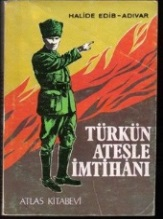 HALİDE EDİB-ADIVAR
TÜRKÜN
ATEŞLE
İMTİHANI
ATLAS KİTABEVİ